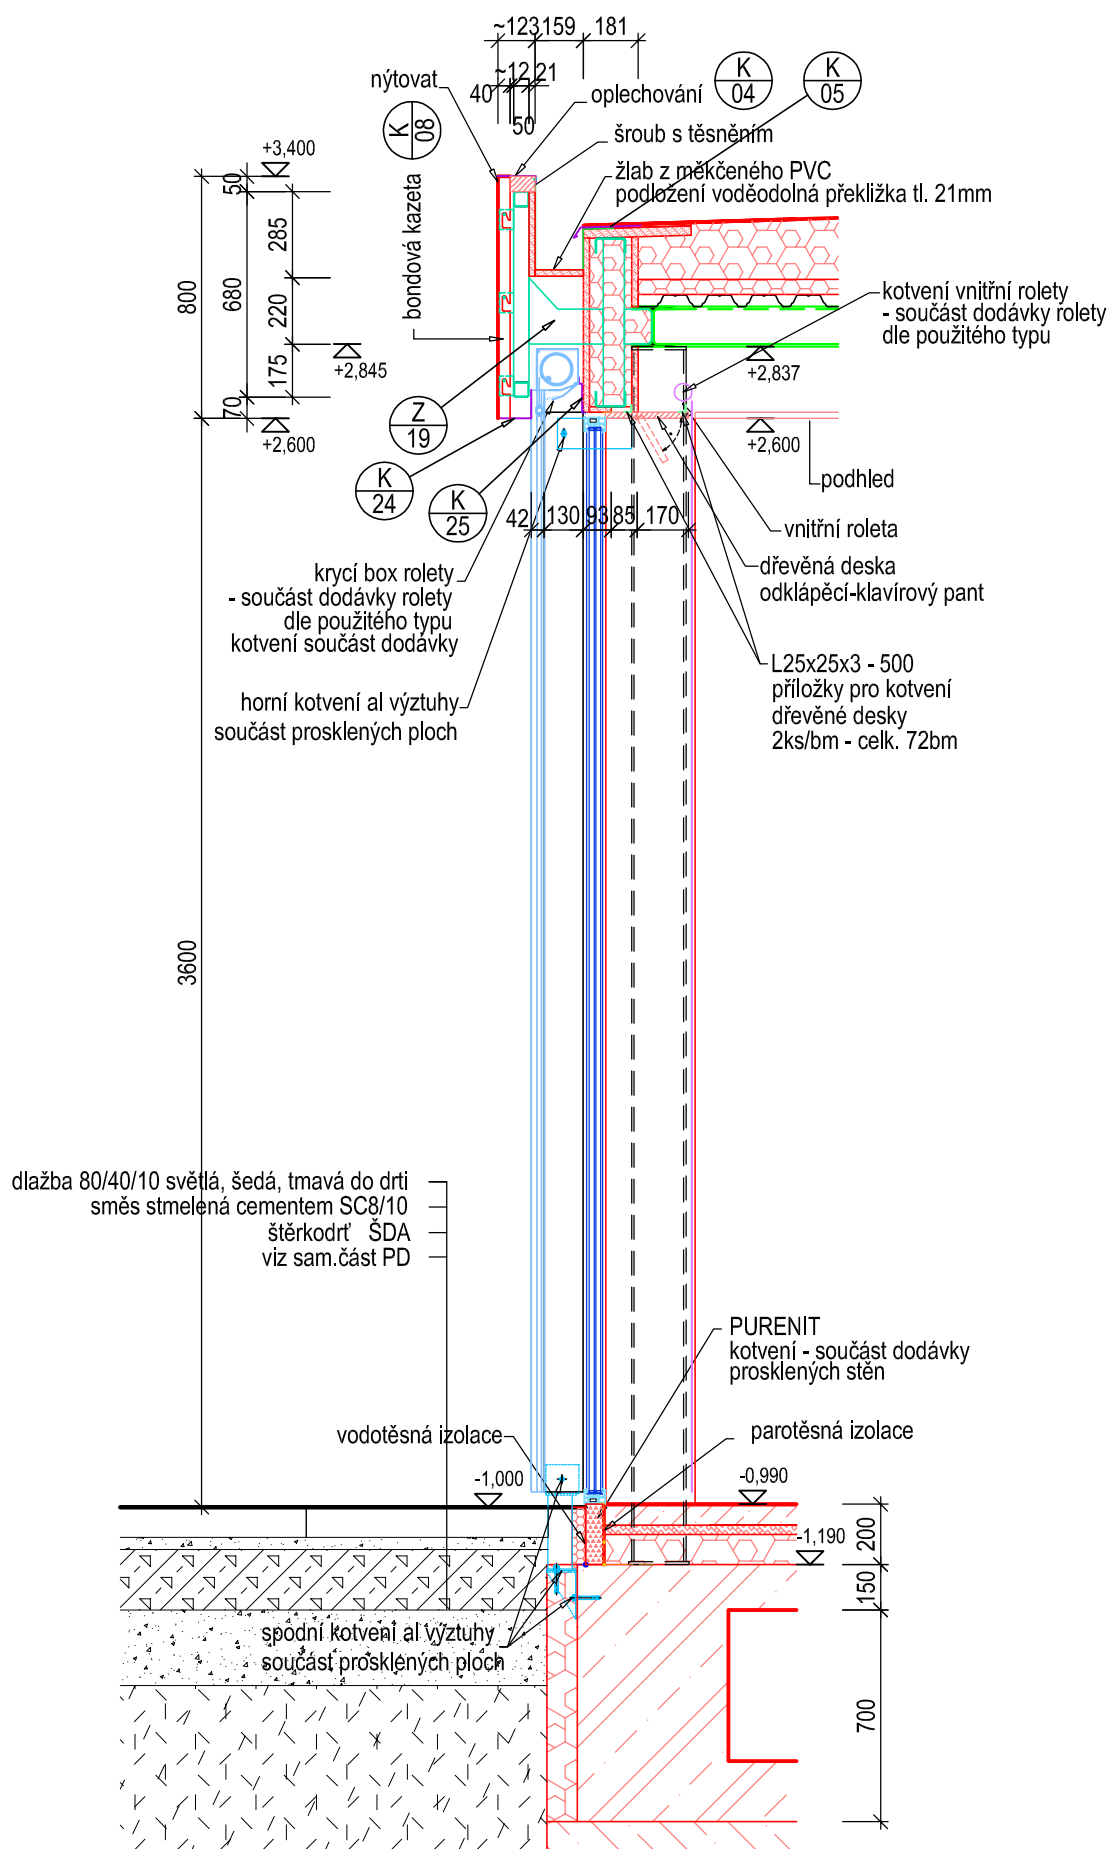 ~123 159 181
~12 21
40
50
nýtovat
oplechování
K
04
K
05
K
08
šroub s těsněním
žlab z měkčeného PVC
podložení voděodolná překližka tl. 21mm
+3,400
50
285
680
800
220
175
70
bondová kazeta
+2,845
+2,600
kotvení vnitřní rolety
- součást dodávky rolety
dle použitého typu
+2,837
+2,600
Z
19
K
24
K
25
podhled
42 130 93 85 170
vnitřní roleta
krycí box rolety
- součást dodávky rolety
dle použitého typu
kotvení součást dodávky
dřevěná deska
odklápěcí-klavírový pant
horní kotvení al výztuhy
součást prosklených ploch
L25x25x3 - 500
příložky pro kotvení
dřevěné desky
2ks/bm - celk. 72bm
3600
dlažba 80/40/10 světlá, šedá, tmavá do drti
směs stmelená cementem SC8/10
štěrkodrť ŠDA
viz sam.část PD
PURENIT
kotvení - součást dodávky
prosklených stěn
vodotěsná izolace
parotěsná izolace
-1,000
-0,990
-1,190
200
150
700
spodní kotvení al výztuhy
součást prosklených ploch